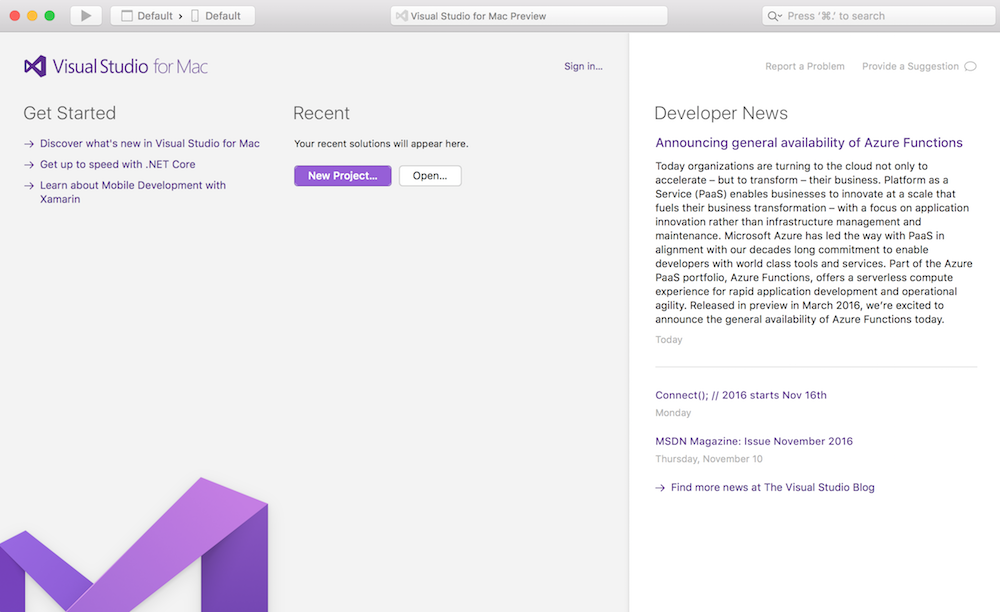 Default › Default
Visual Studio for Mac Preview
Press '⌘.' to search
Visual Studio for Mac
Sign in...
Report a Problem
Provide a Suggestion
Get Started
→ Discover what's new in Visual Studio for Mac
→ Get up to speed with .NET Core
→ Learn about Mobile Development with
Xamarin
Recent
Your recent solutions will appear here.
New Project...
Open...
Developer News
Announcing general availability of Azure Functions
Today organizations are turning to the cloud not only to
accelerate – but to transform – their business. Platform as a
Service (PaaS) enables businesses to innovate at a scale that
fuels their business transformation – with a focus on application
innovation rather than infrastructure management and
maintenance. Microsoft Azure has led the way with PaaS in
alignment with our decades long commitment to enable
developers with world class tools and services. Part of the Azure
PaaS portfolio, Azure Functions, offers a serverless compute
experience for rapid application development and operational
agility. Released in preview in March 2016, we're excited to
announce the general availability of Azure Functions today.
Today
Connect(); // 2016 starts Nov 16th
Monday
MSDN Magazine: Issue November 2016
Thursday, November 10
→ Find more news at The Visual Studio Blog